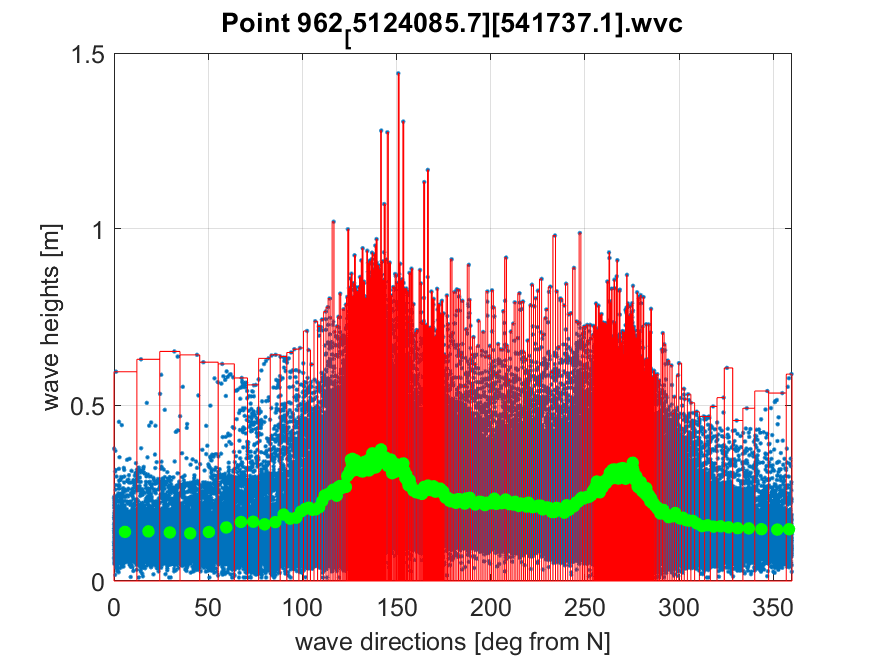 Point 962[5124085.7][541737.1].wvc
1.5
1
0.5
0
wave heights [m]
0 50 100 150 200 250 300 350
wave directions [deg from N]